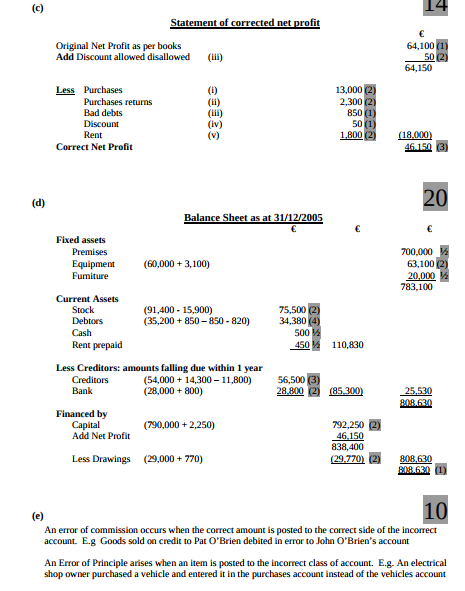 (c) 14
Statement of corrected net profit
€
Original Net Profit as per books 64,100 (1)
Add Discount allowed disallowed (iii) 50 (2)
64,150
Less Purchases (i) 13,000 (2)
Purchases returns (ii) 2,300 (2)
Bad debts (iii) 850 (1)
Discount (iv) 50 (1)
Rent (v) 1,800 (2) (18,000)
Correct Net Profit 46,150 (3)
(d) 20
Balance Sheet as at 31/12/2005
€ € €
Fixed assets
Premises 700,000 ½
Equipment (60,000 + 3,100) 63,100 (2)
Furniture 20,000 ½
783,100
Current Assets
Stock (91,400 - 15,900) 75,500 (2)
Debtors (35,200 + 850 – 850 - 820) 34,380 (4)
Cash 500 ½
Rent prepaid 450 ½ 110,830
Less Creditors: amounts falling due within 1 year
Creditors (54,000 + 14,300 – 11,800) 56,500 (3)
Bank (28,000 + 800) 28,800 (2) (85,300) 25,530
808,630
Financed by
Capital (790,000 + 2,250) 792,250 (2)
Add Net Profit 46,150
838,400
Less Drawings (29,000 + 770) (29,770) (2) 808,630
808,630 (1)
(e) 10
An error of commission occurs when the correct amount is posted to the correct side of the incorrect
account. E.g Goods sold on credit to Pat O’Brien debited in error to John O’Brien’s account
An Error of Principle arises when an item is posted to the incorrect class of account. E.g. An electrical
shop owner purchased a vehicle and entered it in the purchases account instead of the vehicles account